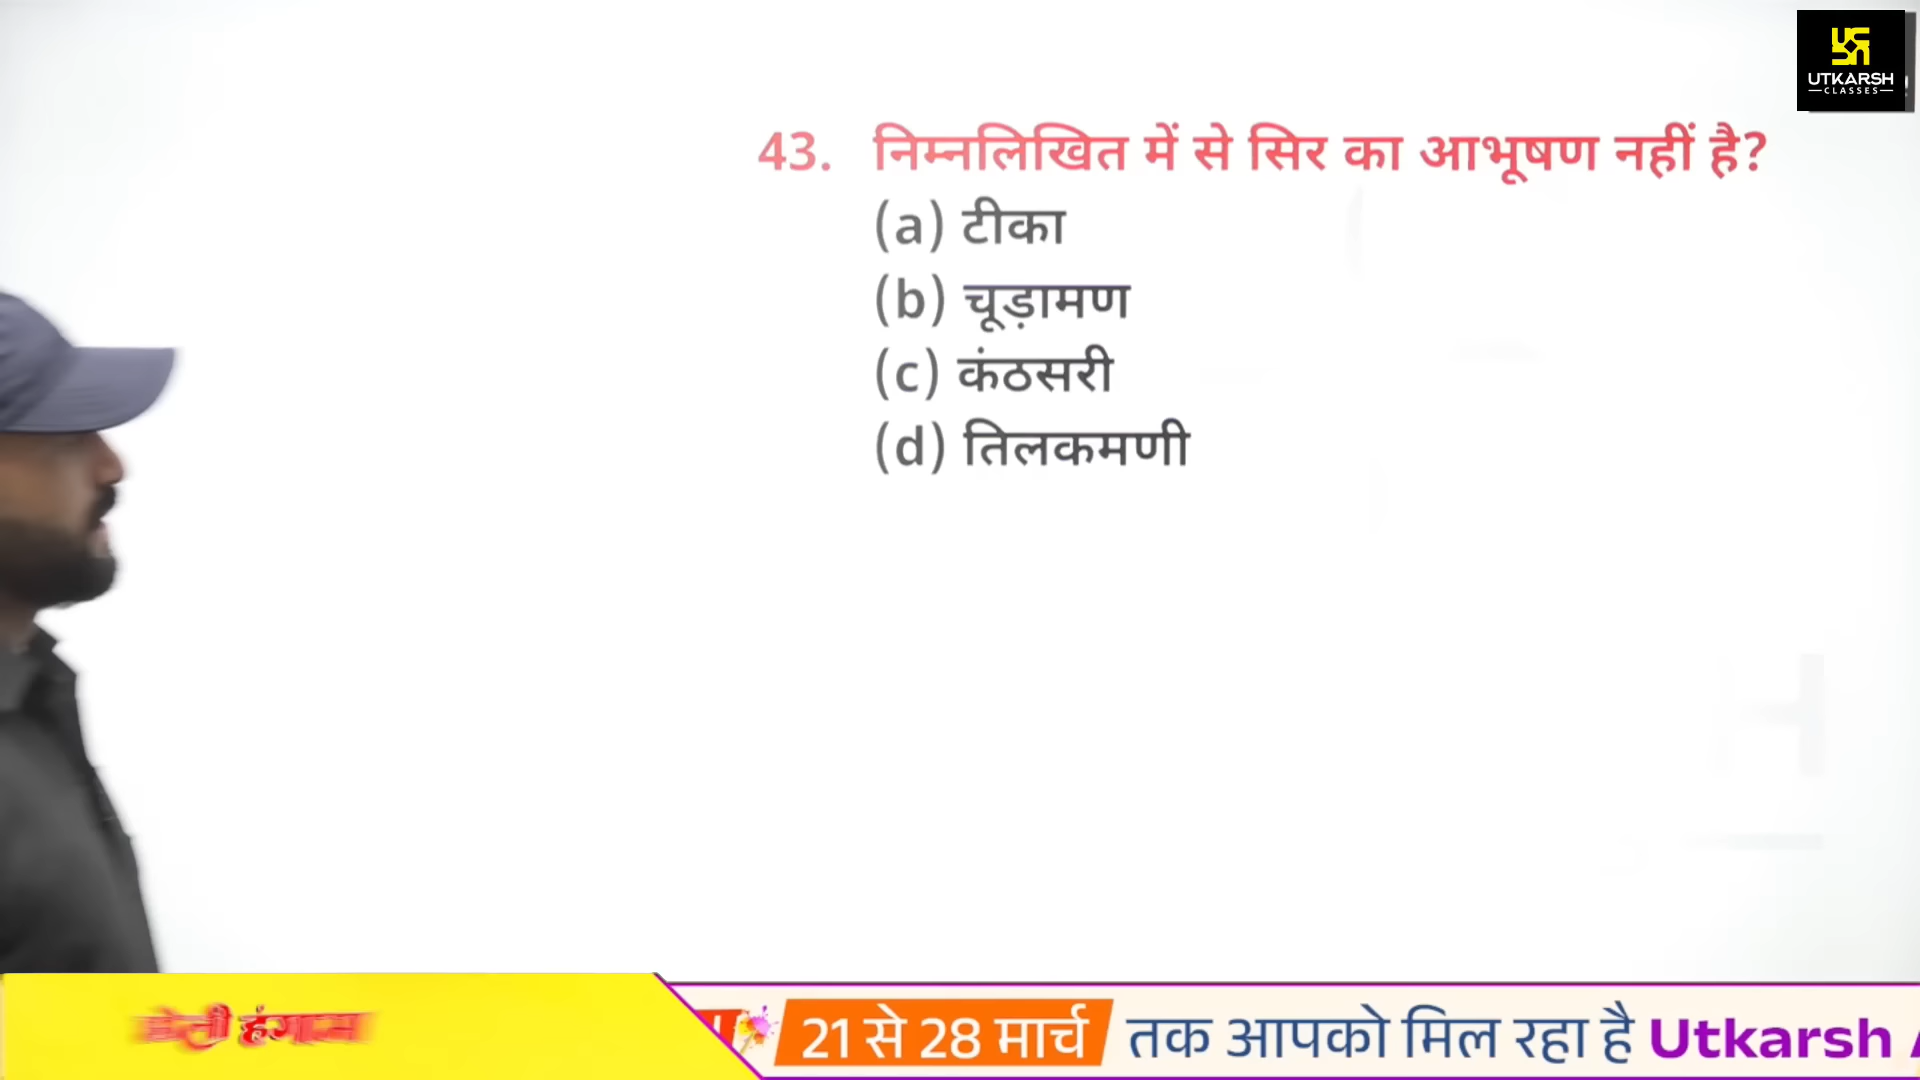 UTKARSH
CLASSES
43. निम्नलिखित में से सिर का आभूषण नहीं है?
(a) टीका
(b) चूड़ामण
(c) कंठसरी
(d) तिलकमणी
हंगामा
21 से 28 मार्च तक आपको मिल रहा है Utkarsh